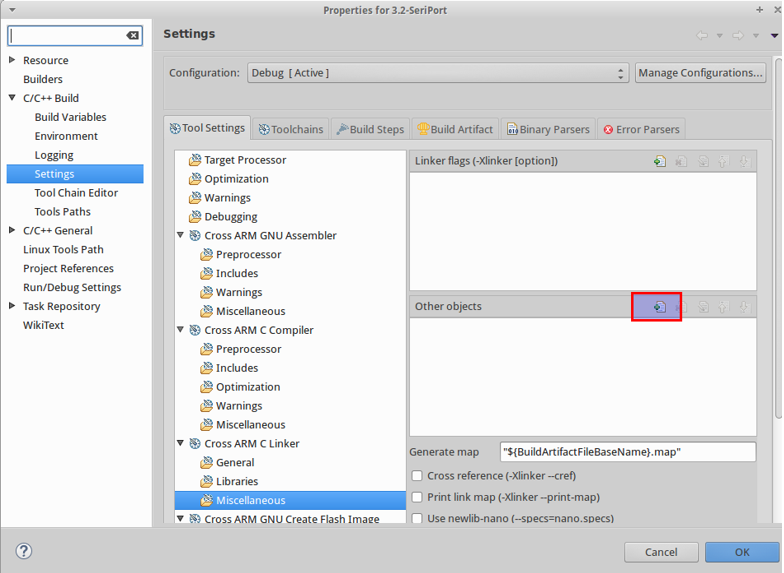 Properties for 3.2-SeriPort
Settings
Resource
Builders
C/C++ Build
Build Variables
Environment
Logging
Settings
Tool Chain Editor
Tools Paths
C/C++ General
Linux Tools Path
Project References
Run/Debug Settings
Task Repository
WikiText
Configuration:
Debug [ Active ]
Manage Configurations...
Tool Settings
Toolchains
Build Steps
Build Artifact
Binary Parsers
Error Parsers
Target Processor
Optimization
Warnings
Debugging
Cross ARM GNU Assembler
Preprocessor
Includes
Warnings
Miscellaneous
Cross ARM C Compiler
Preprocessor
Includes
Optimization
Warnings
Miscellaneous
Cross ARM C Linker
General
Libraries
Miscellaneous
Cross ARM GNU Create Flash Image
Linker flags (-Xlinker [option])
Other objects
Generate map
"${BuildArtifactFileBaseName}.map"
Cross reference (-Xlinker --cref)
Print link map (-Xlinker --print-map)
Use newlib-nano (--specs=nano.specs)
Cancel
OK